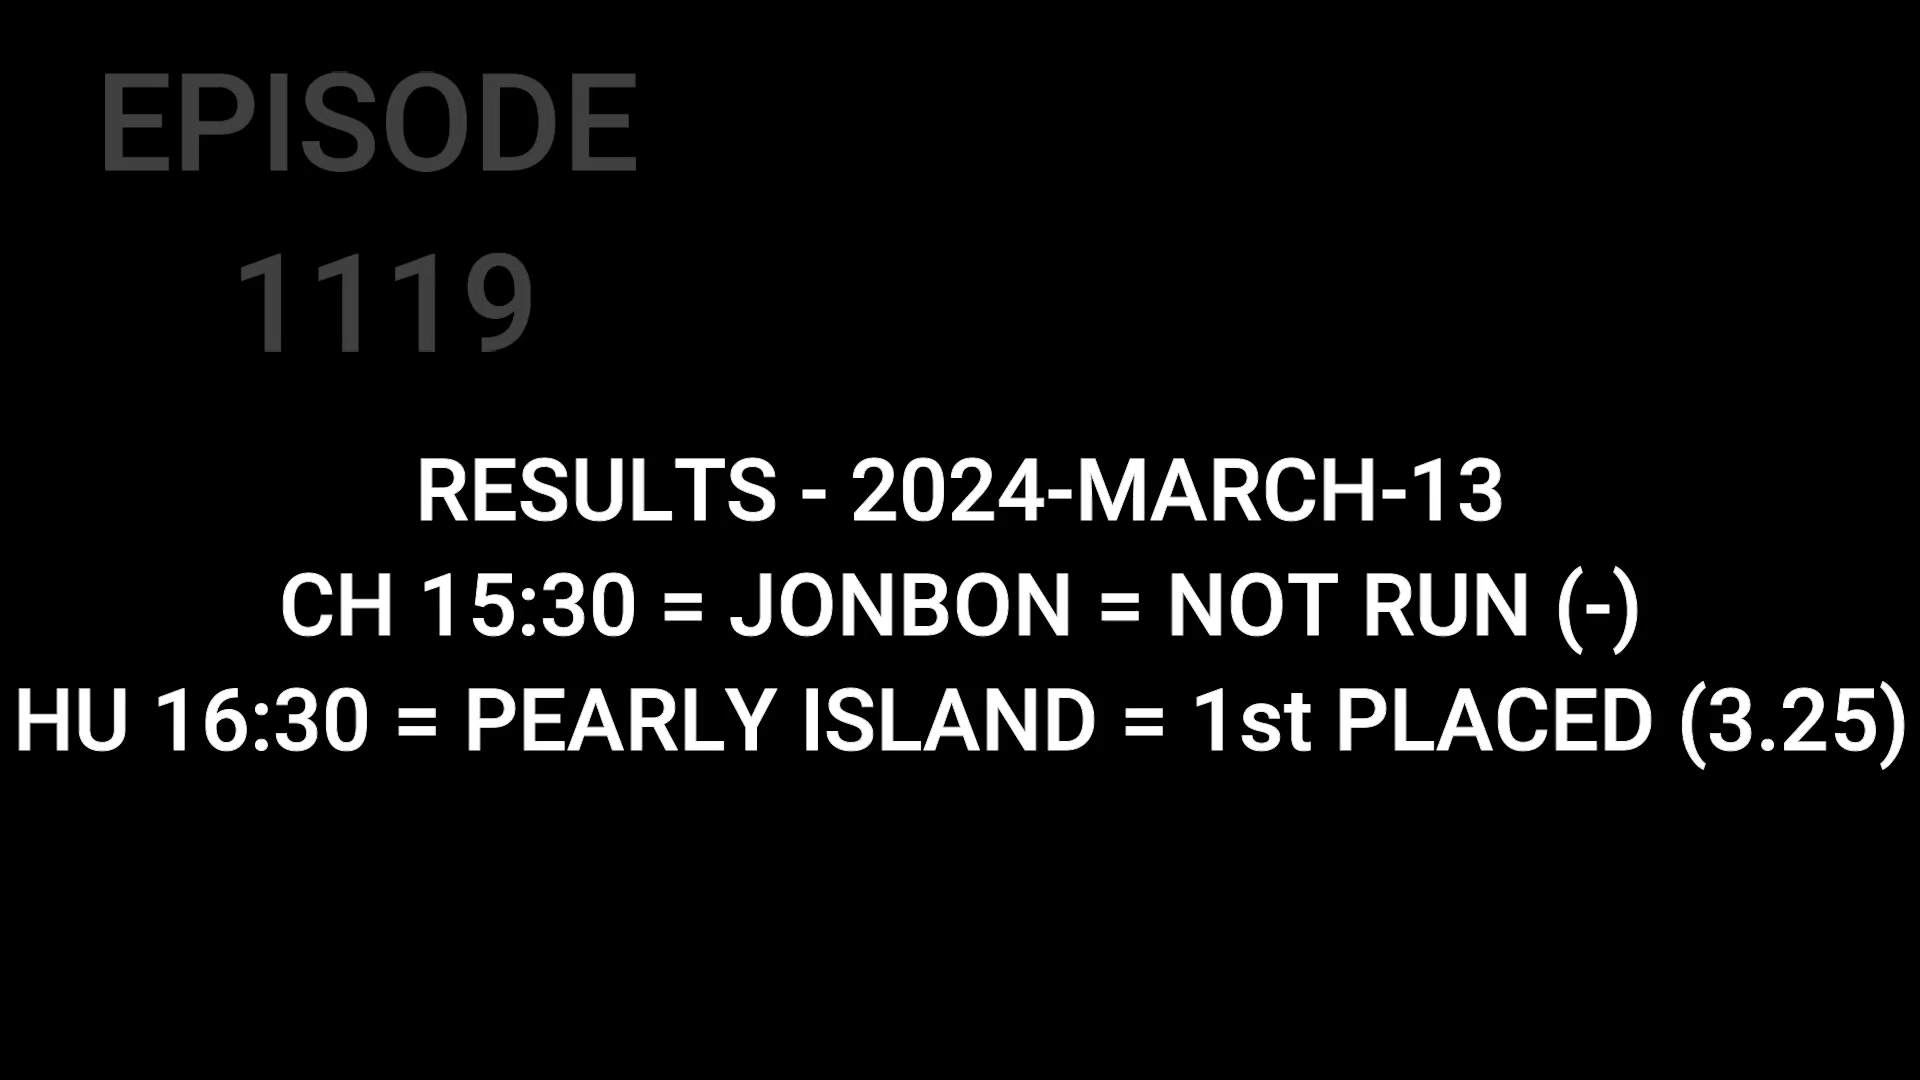 EPISODE
1119
RESULTS - 2024-MARCH-13
CH 15:30 = JONBON = NOT RUN (-)
HU 16:30 = PEARLY ISLAND = 1st PLACED (3.25)